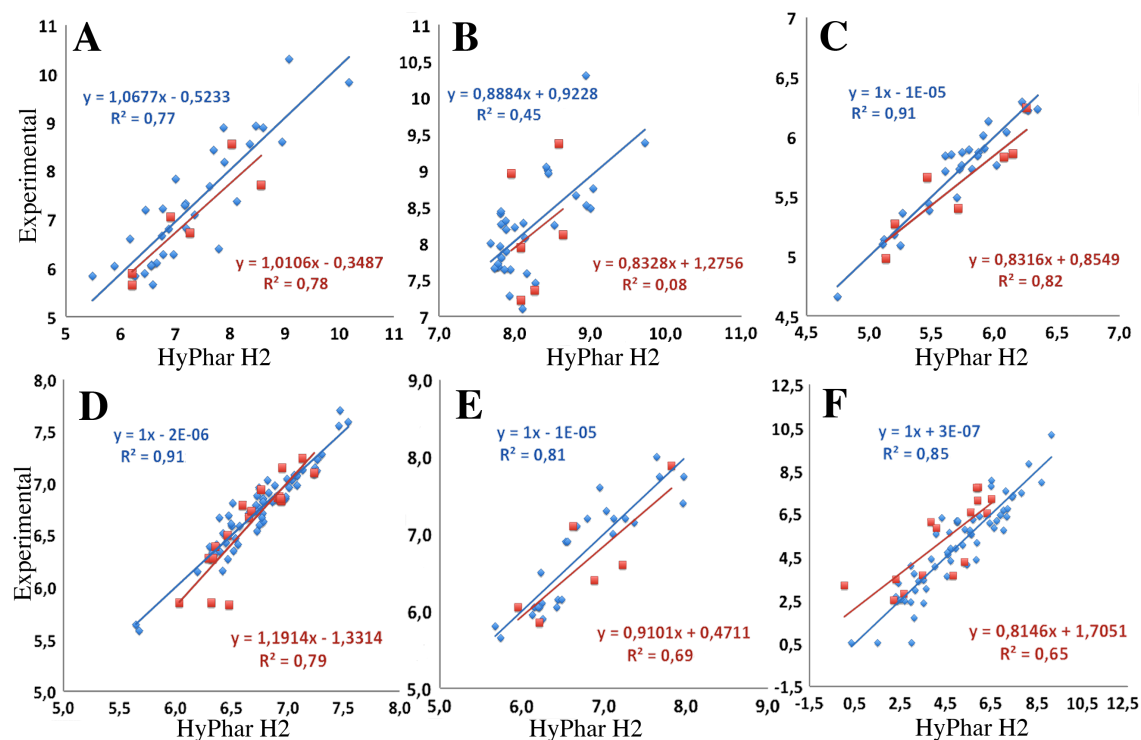 A
11
10
9
8
7
6
5
5 6 7 8 9 10 11
Experimental
HyPhar H2
y = 1,0677x - 0,5233
R² = 0,77
y = 1,0106x - 0,3487
R² = 0,78
B
11
10,5
10
9,5
9
8,5
8
7,5
7
7,0 8,0 9,0 10,0 11,0
HyPhar H2
y = 0,8884x + 0,9228
R² = 0,45
y = 0,8328x + 1,2756
R² = 0,08
C
7
6,5
6
5,5
5
4,5
4,5 5,0 5,5 6,0 6,5 7,0
HyPhar H2
y = 1x - 1E-05
R² = 0,91
y = 0,8316x + 0,8549
R² = 0,82
D
8,0
7,5
7,0
6,5
6,0
5,5
5,0
5,0 5,5 6,0 6,5 7,0 7,5 8,0
Experimental
HyPhar H2
y = 1x - 2E-06
R² = 0,91
y = 1,1914x - 1,3314
R² = 0,79
E
9,0
8,0
7,0
6,0
5,0
5,0 6,0 7,0 8,0 9,0
HyPhar H2
y = 1x - 1E-05
R² = 0,81
y = 0,9101x + 0,4711
R² = 0,69
F
12,5
10,5
8,5
6,5
4,5
2,5
0,5
-1,5
-1,5 0,5 2,5 4,5 6,5 8,5 10,5 12,5
HyPhar H2
y = 1x + 3E-07
R² = 0,85
y = 0,8146x + 1,7051
R² = 0,65